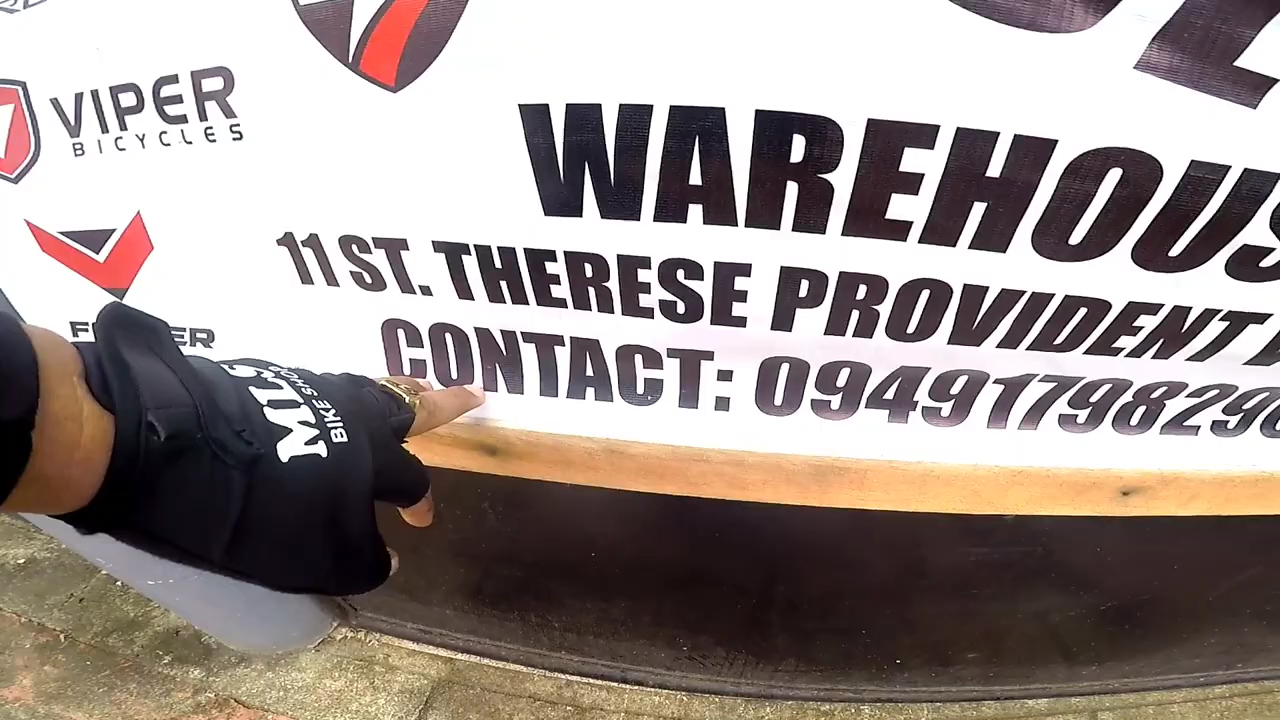 VIPER
BICYCLES
WAREHOUS
11 ST. THERESE PROVIDENT
CONTACT: 0949179829
MLS
BIKE SHOP